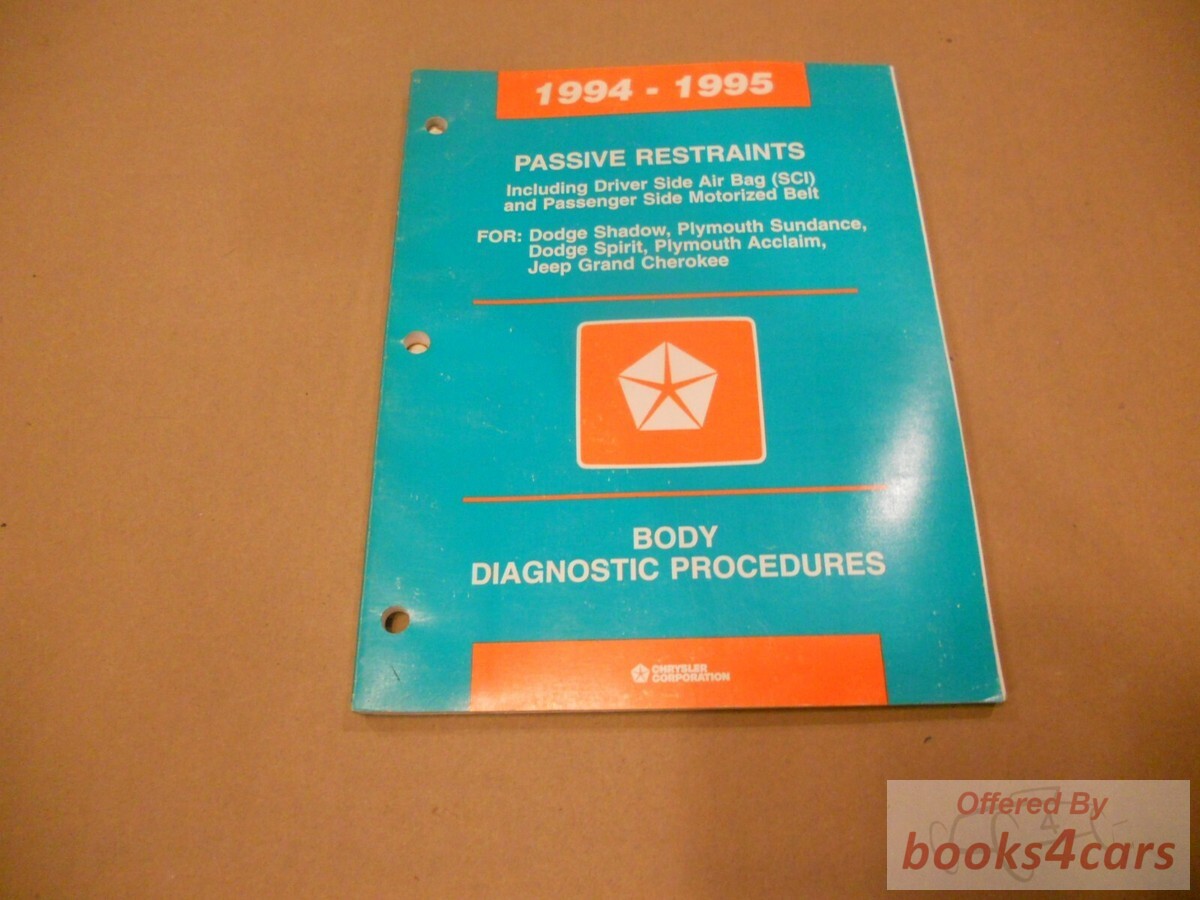 1994 - 1995
PASSIVE RESTRAINTS
Including Driver Side Air Bag (SCI)
and Passenger Side Motorized Belt
FOR: Dodge Shadow, Plymouth Sundance,
Dodge Spirit, Plymouth Acclaim,
Jeep Grand Cherokee
BODY
DIAGNOSTIC PROCEDURES
CHRYSLER
CORPORATION
Offered By
books4cars